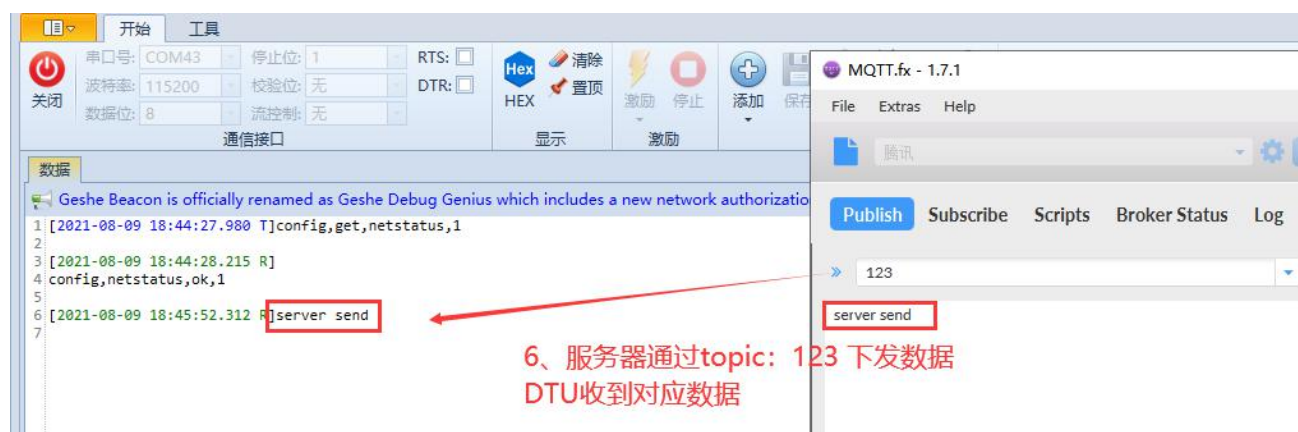 开始 工具
串口号: COM43 停止位: 1 RTS:
波特率: 115200 校验位: 无 DTR:
数据位: 8 流控制: 无
关闭
通信接口
Hex
HEX
清除
置顶
显示
激励 停止
激励
添加 保存
数据
Geshe Beacon is officially renamed as Geshe Debug Genius which includes a new network authorizatio
1 [2021-08-09 18:44:27.980 T]config,get,netstatus,1
2
3 [2021-08-09 18:44:28.215 R]
4 config,netstatus,ok,1
5
6 [2021-08-09 18:45:52.312 R]server send
7
MQTT.fx - 1.7.1
File Extras Help
腾讯
Publish Subscribe Scripts Broker Status Log
123
server send
6、服务器通过topic：123 下发数据
DTU收到对应数据